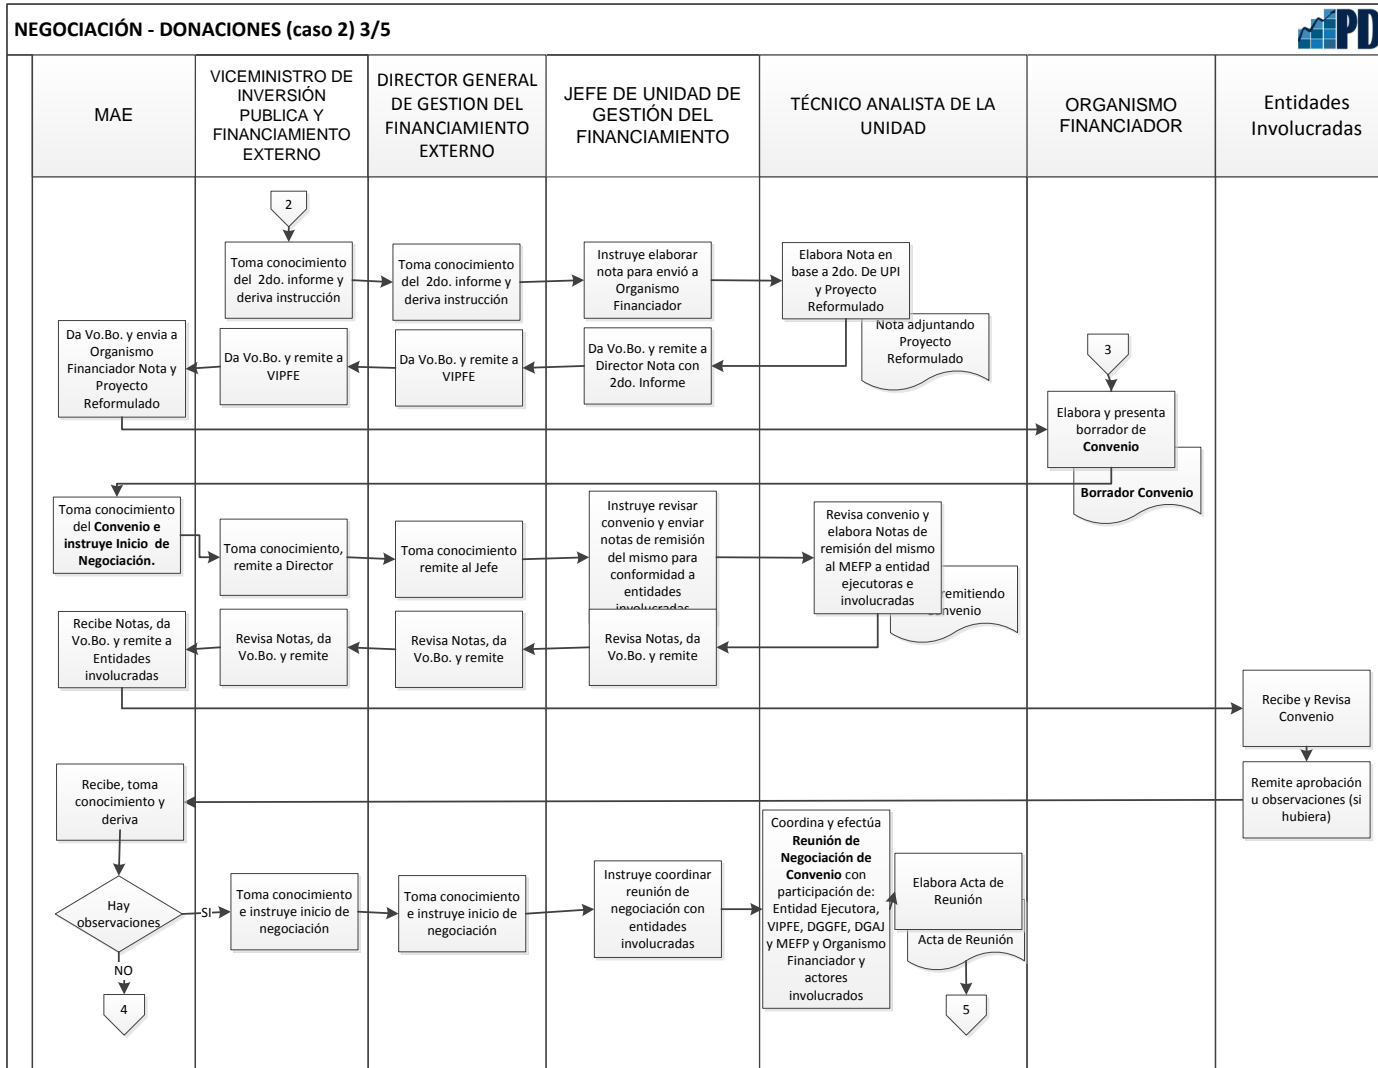 NEGOCIACIÓN - DONACIONES (caso 2) 3/5
PD
MAE
VICEMINISTRO DE
INVERSIÓN
PUBLICA Y
FINANCIAMIENTO
EXTERNO
DIRECTOR GENERAL
DE GESTION DEL
FINANCIAMIENTO
EXTERNO
JEFE DE UNIDAD DE
GESTIÓN DEL
FINANCIAMIENTO
TÉCNICO ANALISTA DE LA
UNIDAD
ORGANISMO
FINANCIADOR
Entidades
Involucradas
2
Toma conocimiento
del 2do. informe y
deriva instrucción
Toma conocimiento
del 2do. informe y
deriva instrucción
Instruye elaborar
nota para envió a
Organismo
Financiador
Elabora Nota en
base a 2do. De UPI
y Proyecto
Reformulado
Nota adjuntando
Proyecto
Reformulado
Da Vo.Bo. y envia a
Organismo
Financiador Nota y
Proyecto
Reformulado
Da Vo.Bo. y remite a
VIPFE
Da Vo.Bo. y remite a
VIPFE
Da Vo.Bo. y remite a
Director Nota con
2do. Informe
3
Elabora y presenta
borrador de
Convenio
Borrador Convenio
Toma conocimiento
del Convenio e
instruye Inicio de
Negociación.
Toma conocimiento,
remite a Director
Toma conocimiento
remite al Jefe
Instruye revisar
convenio y enviar
notas de remisión
del mismo para
conformidad a
entidades
involucradas
Revisa convenio y
elabora Notas de
remisión del mismo
al MEFP a entidad
ejecutoras e
involucradas
remitiendo
onvenio
Recibe Notas, da
Vo.Bo. y remite a
Entidades
involucradas
Revisa Notas, da
Vo.Bo. y remite
Revisa Notas, da
Vo.Bo. y remite
Revisa Notas, da
Vo.Bo. y remite
Recibe y Revisa
Convenio
Remite aprobación
u observaciones (si
hubiera)
Recibe, toma
conocimiento y
deriva
Hay
observaciones
SI
NO
4
Toma conocimiento
e instruye inicio de
negociación
Toma conocimiento
e instruye inicio de
negociación
Instruye coordinar
reunión de
negociación con
entidades
involucradas
Coordina y efectúa
Reunión de
Negociación de
Convenio con
participación de:
Entidad Ejecutora,
VIPFE, DGGFE, DGAJ
y MEFP y Organismo
Financiador y
actores
involucrados
Elabora Acta de
Reunión
Acta de Reunión
5